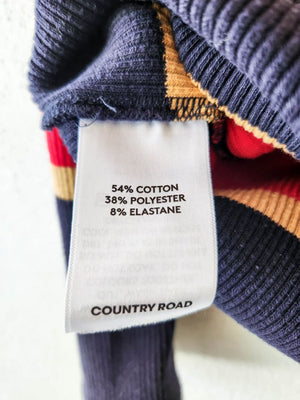 54% COTTON
38% POLYESTER
8% ELASTANE
COUNTRY ROAD